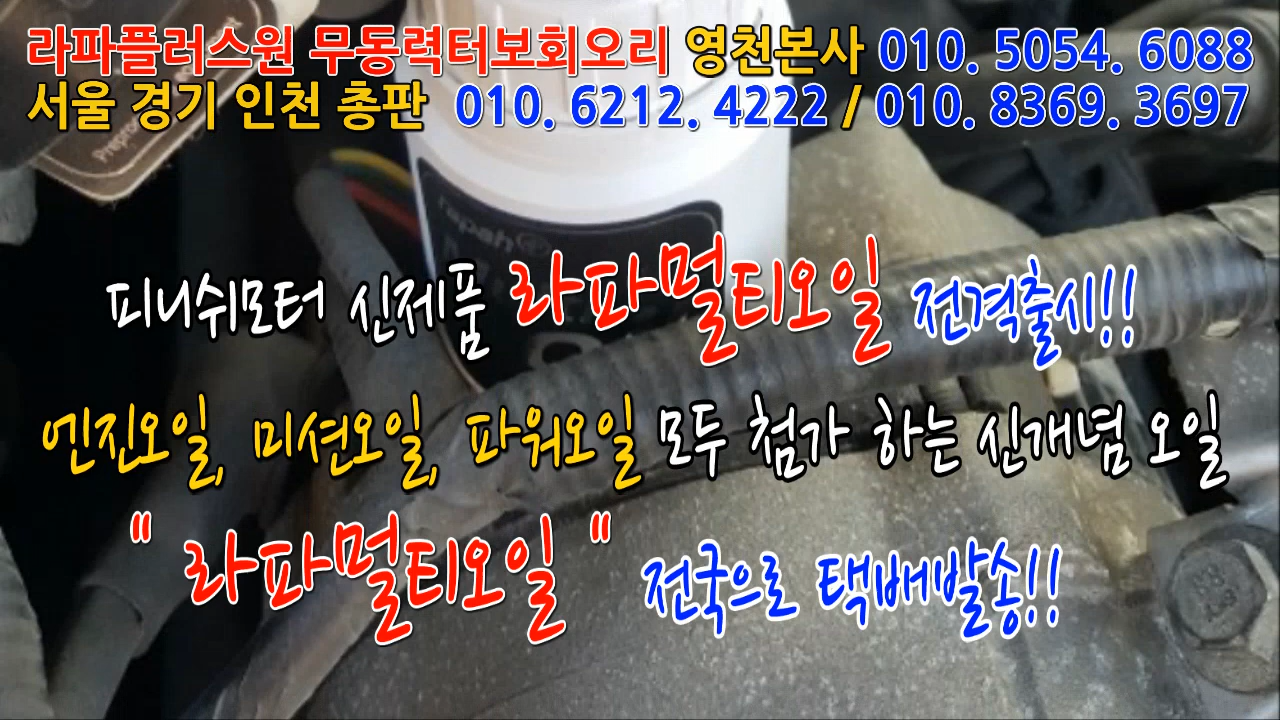 라파플러스원 무동력터보회오리 영천본사 010. 5054. 6088
서울 경기 인천 총판 010. 6212. 4222 / 010. 8369. 3697
Preprod
rapah
피니쉬모터 신제품 라파멀티오일 전격출시!!
엔진오일, 미션오일, 파워오일 모두 첨가 하는 신개념 오일
" 라파멀티오일 " 전국으로 택배발송!!